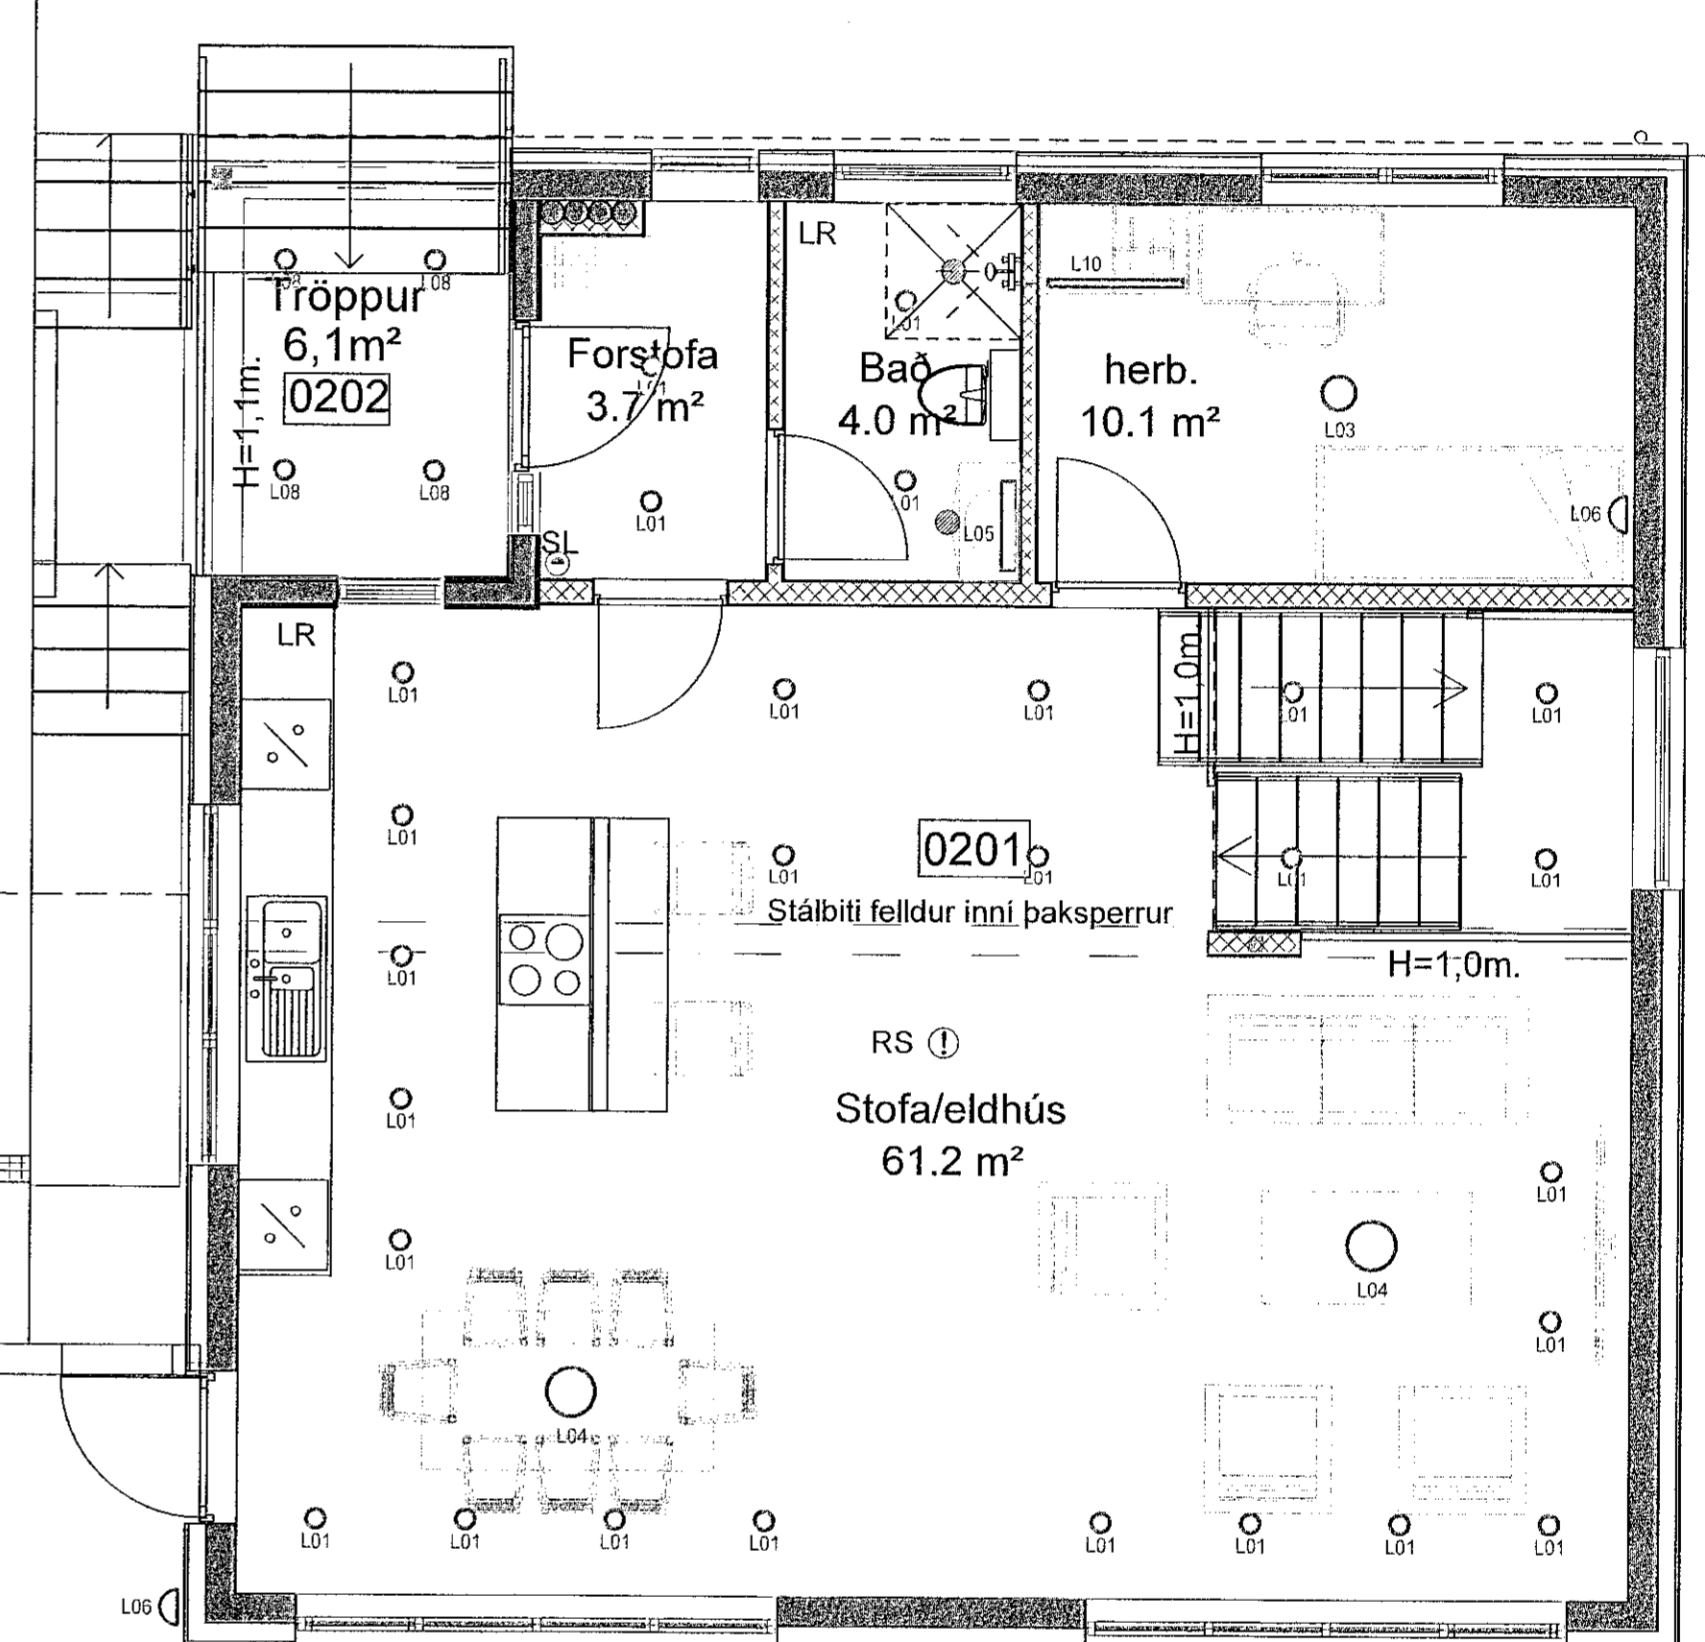 L08
L08
Tröppur
6,1m²
0202
H=1,1m.
L08
L08
Forstofa
L01
3.7 m²
L01
SL
LR
L01
Bað
4.0 m²
L01
L05
L10
herb.
10.1 m²
L03
L06
LR
L01
L01
L01
H=1,0m.
L01
L01
L01
L01
0201
L01
L01
L01
Stálbiti felldur inní þaksperrur
L01
H=1,0m.
RS
Stofa/eldhús
61.2 m²
L01
L01
L01
L04
L01
L04
L01
L01
L01
L01
L01
L01
L01
L01
L06